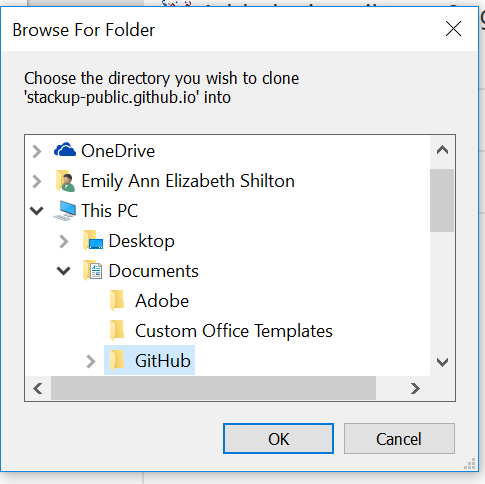 Browse For Folder
Choose the directory you wish to clone
'stackup-public.github.io' into
OneDrive
Emily Ann Elizabeth Shilton
This PC
Desktop
Documents
Adobe
Custom Office Templates
GitHub
OK
Cancel